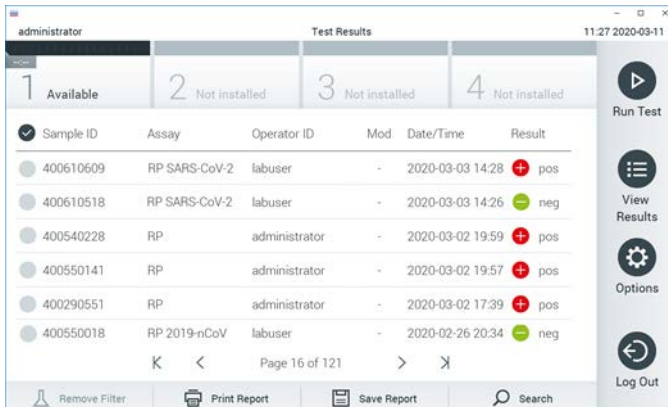 administrator Test Results 11:27 2020-03-11
1 Available 2 Not installed 3 Not installed 4 Not installed
Run Test
Sample ID Assay Operator ID Mod Date/Time Result
400610609 RP SARS-CoV-2 labuser - 2020-03-03 14:28 pos
400610518 RP SARS-CoV-2 labuser - 2020-03-03 14:26 neg
View
Results
400540228 RP administrator - 2020-03-02 19:59 pos
400550141 RP administrator - 2020-03-02 19:57 pos
Options
400290551 RP administrator - 2020-03-02 17:39 pos
400550018 RP 2019-nCoV labuser - 2020-02-26 20:34 neg
Page 16 of 121
Log Out
Remove Filter Print Report Save Report Search